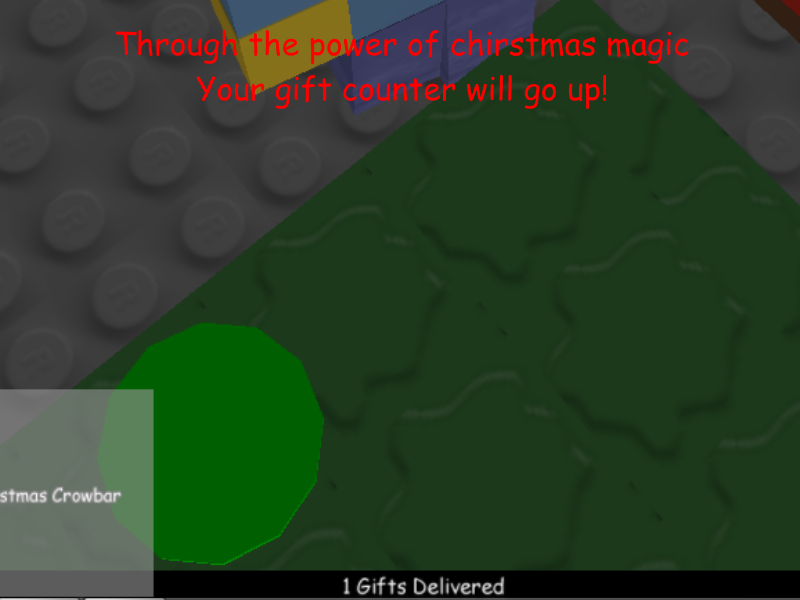 Through the power of chirstmas magic
Your gift counter will go up!
stmas Crowbar
1 Gifts Delivered